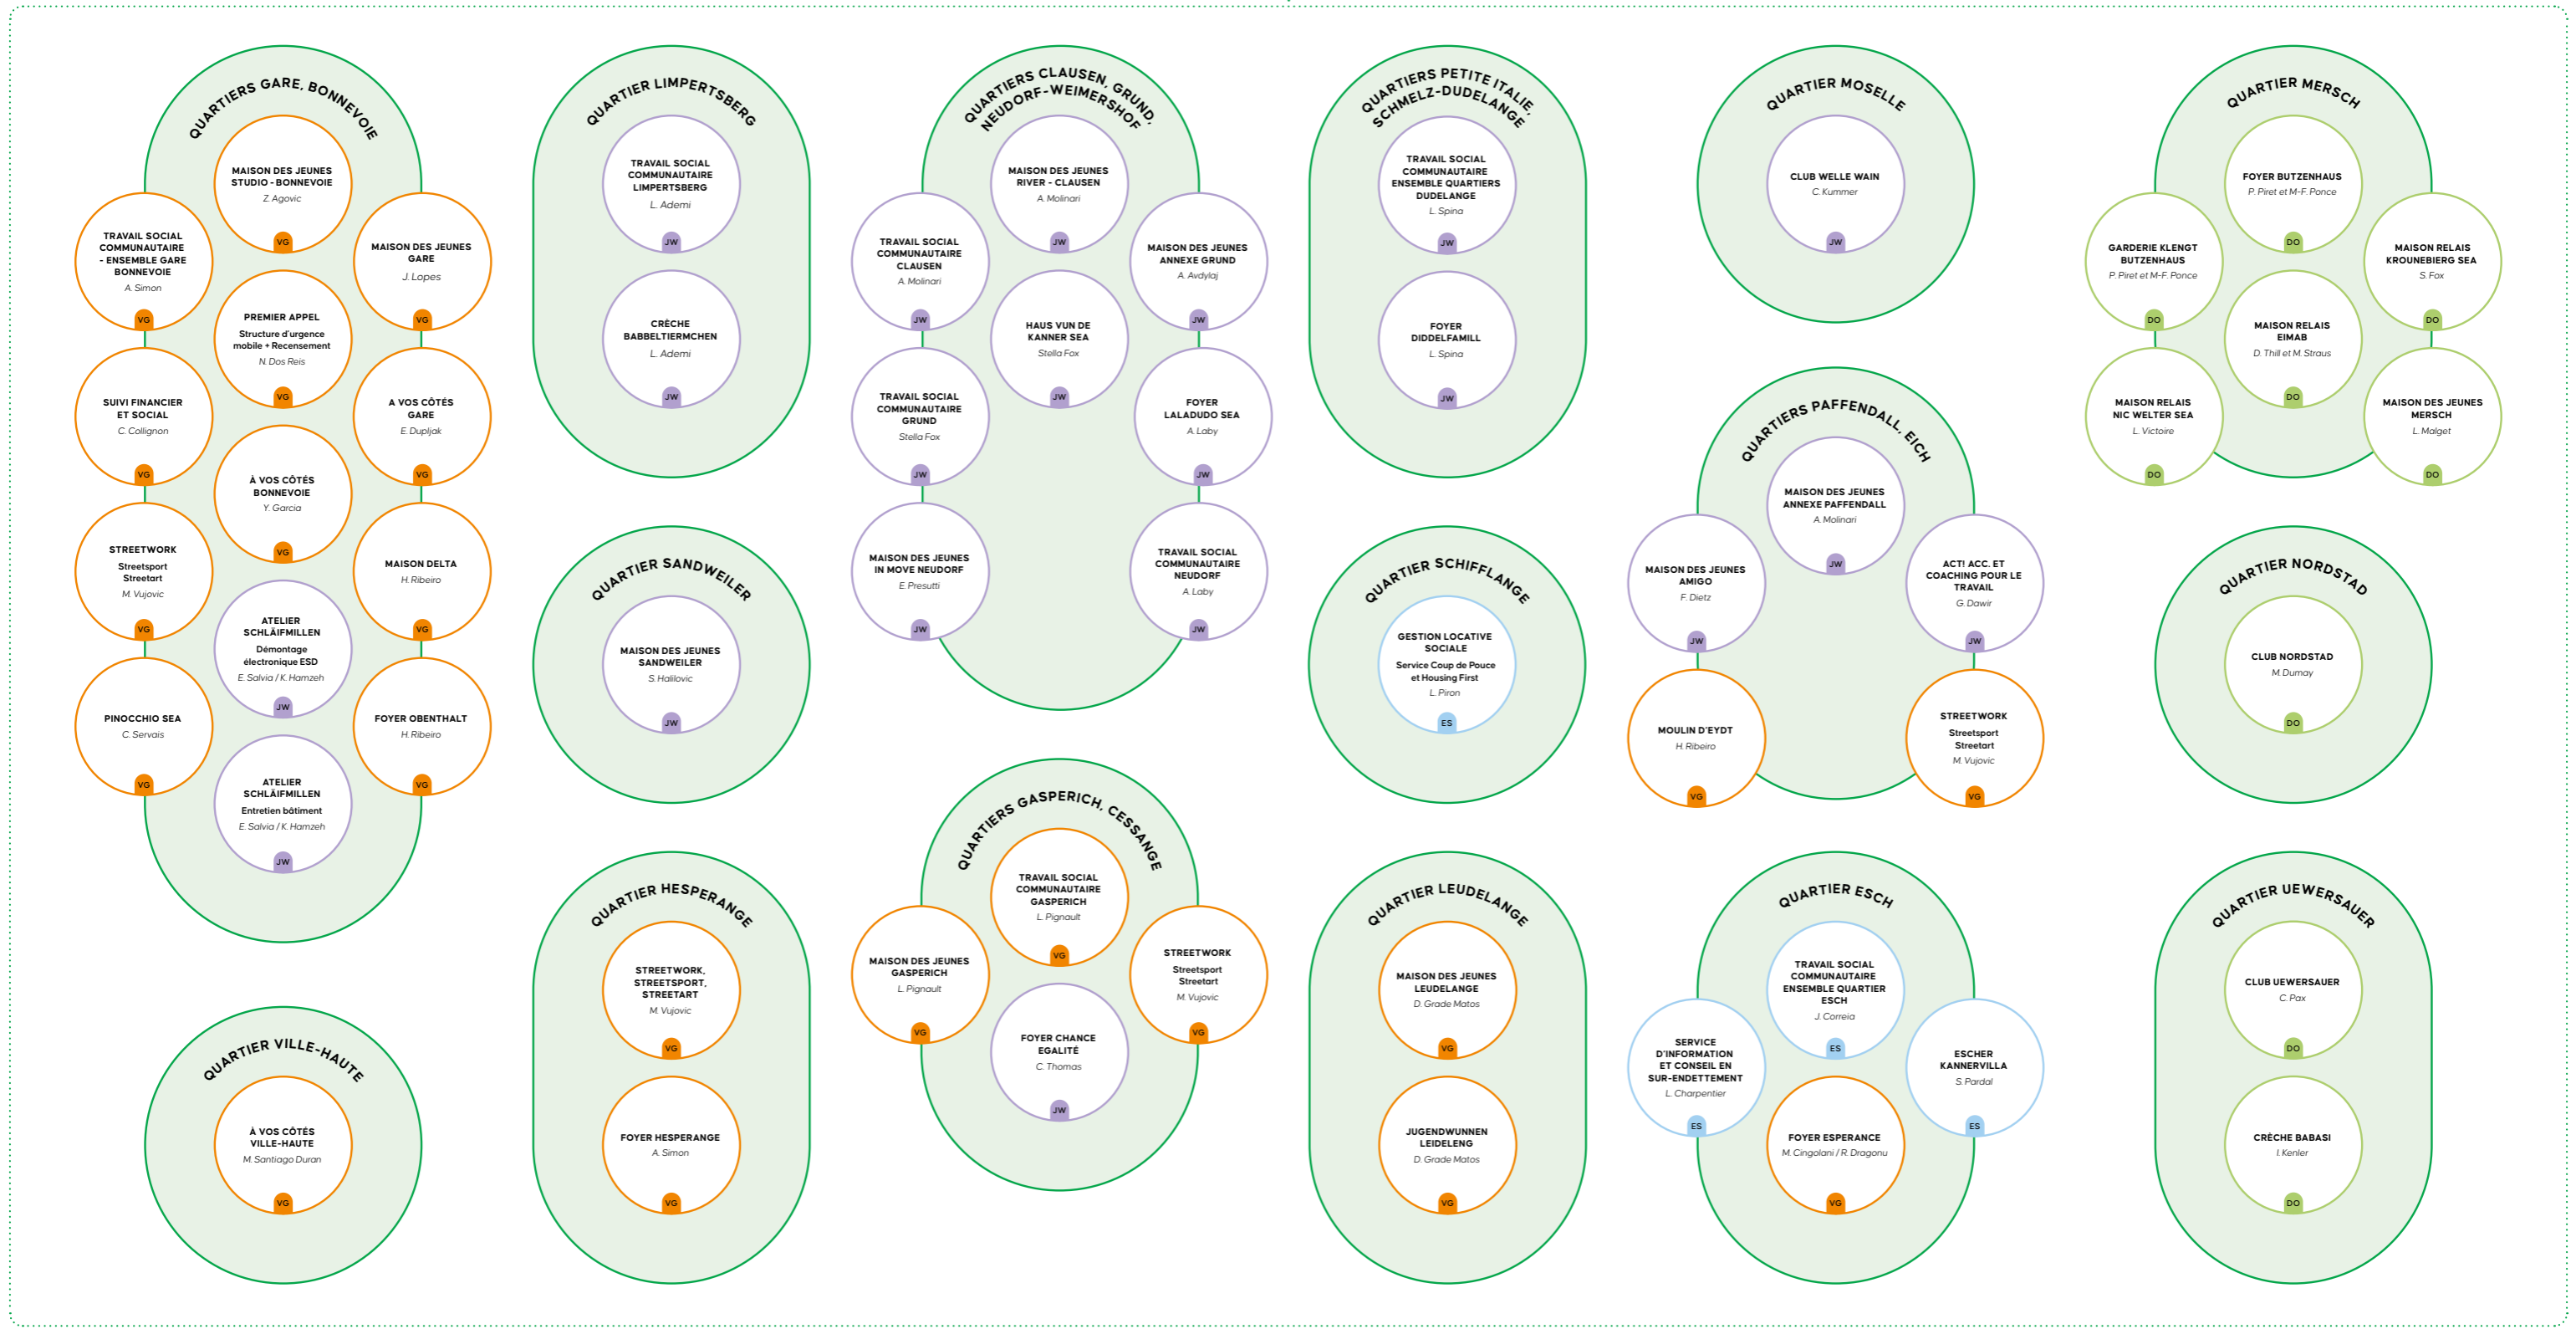 QUARTIERS GARE, BONNEVOIE
MAISON DES JEUNES
STUDIO - BONNEVOIE
Z. Agovic
VG
TRAVAIL SOCIAL
COMMUNAUTAIRE
- ENSEMBLE GARE
BONNEVOIE
A. Simon
VG
MAISON DES JEUNES
GARE
J. Lopes
VG
PREMIER APPEL
Structure d'urgence
mobile + Recensement
N. Dos Reis
VG
SUIVI FINANCIER
ET SOCIAL
C. Collignon
VG
A VOS CÔTÉS
GARE
E. Dupljak
VG
À VOS CÔTÉS
BONNEVOIE
Y. Garcia
VG
STREETWORK
Streetsport
Streetart
M. Vujovic
VG
MAISON DELTA
H. Ribeiro
VG
ATELIER
SCHLÄIFMILLEN
Démontage
électronique ESD
E. Salvia / K. Hamzeh
JW
PINOCCHIO SEA
C. Servais
VG
FOYER OBENTHALT
H. Ribeiro
VG
ATELIER
SCHLÄIFMILLEN
Entretien bâtiment
E. Salvia / K. Hamzeh
JW
QUARTIER VILLE-HAUTE
À VOS CÔTÉS
VILLE-HAUTE
M. Santiago Duran
VG
QUARTIER LIMPERTSBERG
TRAVAIL SOCIAL
COMMUNAUTAIRE
LIMPERTSBERG
L. Ademi
JW
CRÈCHE
BABBELTIERMCHEN
L. Ademi
JW
QUARTIER SANDWEILER
MAISON DES JEUNES
SANDWEILER
S. Halilovic
JW
QUARTIER HESPERANGE
STREETWORK,
STREETSPORT,
STREETART
M. Vujovic
VG
FOYER HESPERANGE
A. Simon
VG
QUARTIERS CLAUSEN, GRUND,
NEUDORF-WEIMERSHOF
MAISON DES JEUNES
RIVER - CLAUSEN
A. Molinari
JW
TRAVAIL SOCIAL
COMMUNAUTAIRE
CLAUSEN
A. Molinari
JW
MAISON DES JEUNES
ANNEXE GRUND
A. Avdylaj
JW
HAUS VUN DE
KANNER SEA
Stella Fox
JW
TRAVAIL SOCIAL
COMMUNAUTAIRE
GRUND
Stella Fox
JW
FOYER
LALADUDO SEA
A. Laby
JW
MAISON DES JEUNES
IN MOVE NEUDORF
E. Presutti
JW
TRAVAIL SOCIAL
COMMUNAUTAIRE
NEUDORF
A. Laby
JW
QUARTIERS GASPERICH, CESSANGE
TRAVAIL SOCIAL
COMMUNAUTAIRE
GASPERICH
L. Pignault
VG
MAISON DES JEUNES
GASPERICH
L. Pignault
VG
STREETWORK
Streetsport
Streetart
M. Vujovic
VG
FOYER CHANCE
EGALITÉ
C. Thomas
JW
QUARTIERS PETITE ITALIE,
SCHMELZ-DUDELANGE
TRAVAIL SOCIAL
COMMUNAUTAIRE
ENSEMBLE QUARTIERS
DUDELANGE
L. Spina
JW
FOYER
DIDDELFAMILL
L. Spina
JW
QUARTIER SCHIFFLANGE
GESTION LOCATIVE
SOCIALE
Service Coup de Pouce
et Housing First
L. Piron
ES
QUARTIER LEUDELANGE
MAISON DES JEUNES
LEUDELANGE
D. Grade Matos
VG
JUGENDWUNNEN
LEIDELENG
D. Grade Matos
VG
QUARTIER MOSELLE
CLUB WELLE WAIN
C. Kummer
JW
QUARTIERS PAFFENDALL, EICH
MAISON DES JEUNES
ANNEXE PAFFENDALL
A. Molinari
JW
MAISON DES JEUNES
AMIGO
F. Dietz
JW
ACT! ACC. ET
COACHING POUR LE
TRAVAIL
G. Dawir
JW
MOULIN D'EYDT
H. Ribeiro
VG
STREETWORK
Streetsport
Streetart
M. Vujovic
VG
QUARTIER ESCH
TRAVAIL SOCIAL
COMMUNAUTAIRE
ENSEMBLE QUARTIER
ESCH
J. Correia
ES
SERVICE
D'INFORMATION
ET CONSEIL EN
SUR-ENDETTEMENT
L. Charpentier
ES
ESCHER
KANNERVILLA
S. Pardal
ES
FOYER ESPERANCE
M. Cingolani / R. Dragonu
VG
QUARTIER MERSCH
FOYER BUTZENHAUS
P. Piret et M-F. Ponce
DO
GARDERIE KLENGT
BUTZENHAUS
P. Piret et M-F. Ponce
DO
MAISON RELAIS
KROUNEBIERG SEA
S. Fox
DO
MAISON RELAIS
EIMAB
D. Thill et M. Straus
DO
MAISON RELAIS
NIC WELTER SEA
L. Victoire
DO
MAISON DES JEUNES
MERSCH
L. Malget
DO
QUARTIER NORDSTAD
CLUB NORDSTAD
M. Dumay
DO
QUARTIER UEWERSAUER
CLUB UEWERSAUER
C. Pax
DO
CRÈCHE BABASI
I. Kenler
DO